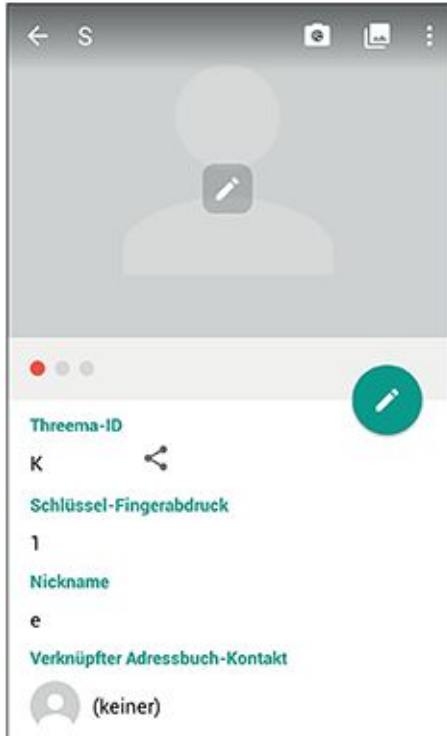 S
Threema-ID
K
Schlüssel-Fingerabdruck
1
Nickname
e
Verknüpfter Adressbuch-Kontakt
(keiner)